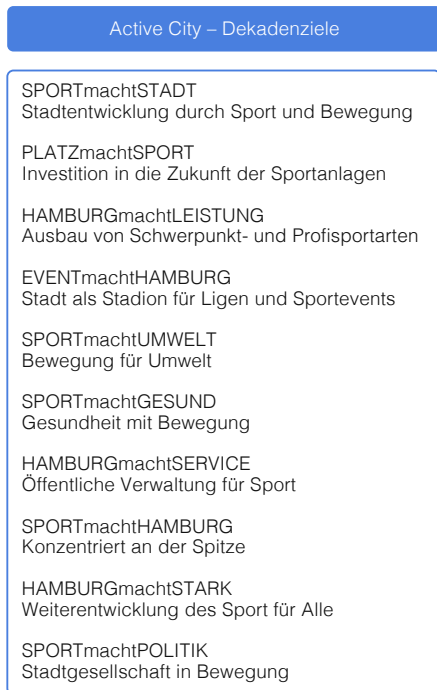 Active City – Dekadenziele
SPORTmachtSTADT
Stadtentwicklung durch Sport und Bewegung
PLATZmachtSPORT
Investition in die Zukunft der Sportanlagen
HAMBURGmachtLEISTUNG
Ausbau von Schwerpunkt- und Profisportarten
EVENTmachtHAMBURG
Stadt als Stadion für Ligen und Sportevents
SPORTmachtUMWELT
Bewegung für Umwelt
SPORTmachtGESUND
Gesundheit mit Bewegung
HAMBURGmachtSERVICE
Öffentliche Verwaltung für Sport
SPORTmachtHAMBURG
Konzentriert an der Spitze
HAMBURGmachtSTARK
Weiterentwicklung des Sport für Alle
SPORTmachtPOLITIK
Stadtgesellschaft in Bewegung